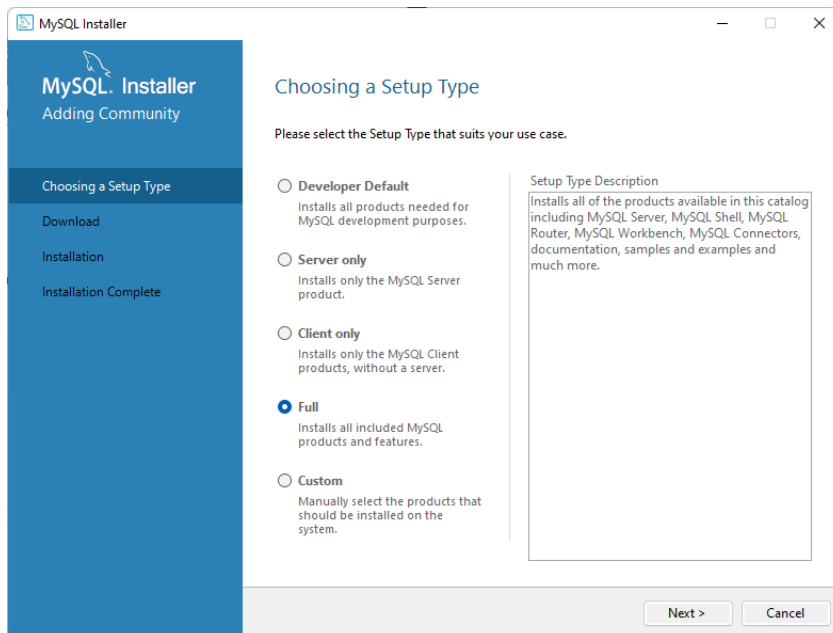 MySQL Installer
MySQL. Installer
Adding Community
Choosing a Setup Type
Download
Installation
Installation Complete
Choosing a Setup Type
Please select the Setup Type that suits your use case.
Developer Default
Installs all products needed for
MySQL development purposes.
Server only
Installs only the MySQL Server
product.
Client only
Installs only the MySQL Client
products, without a server.
Full
Installs all included MySQL
products and features.
Custom
Manually select the products that
should be installed on the
system.
Setup Type Description
Installs all of the products available in this catalog
including MySQL Server, MySQL Shell, MySQL
Router, MySQL Workbench, MySQL Connectors,
documentation, samples and examples and
much more.
Next >
Cancel